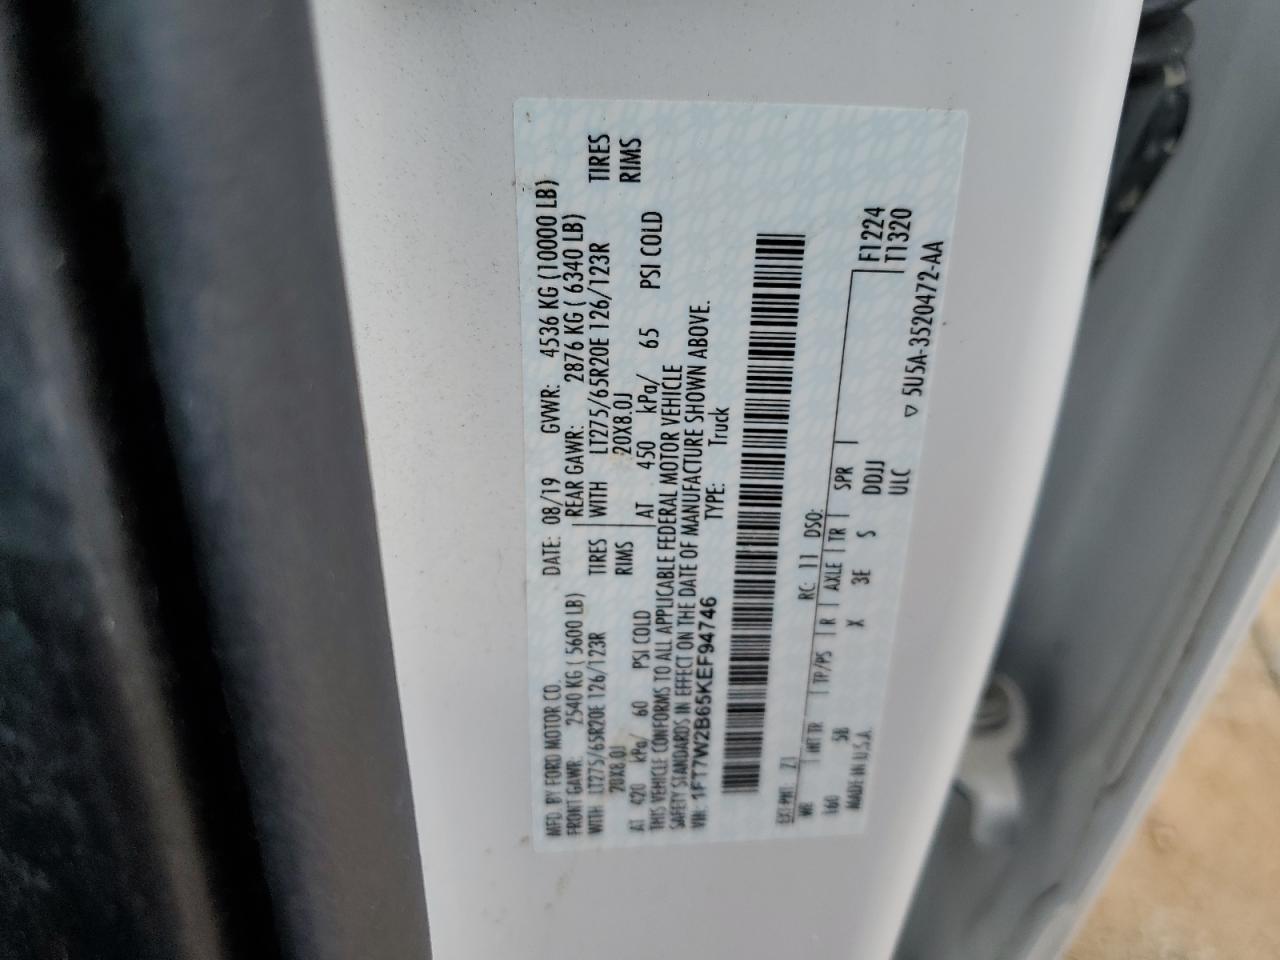 MFD. BY FORD MOTOR CO. DATE: 08/19 GVWR: 4536 KG (10000 LB)
FRONT GAWR: 2540 KG ( 5600 LB) REAR GAWR: 2876 KG ( 6340 LB)
WITH LT275/65R20E 126/123R TIRES WITH LT275/65R20E 126/123R TIRES
20X8.0J RIMS 20X8.0J RIMS
AT 420 kPa/ 60 PSI COLD AT 450 kPa/ 65 PSI COLD
THIS VEHICLE CONFORMS TO ALL APPLICABLE FEDERAL MOTOR VEHICLE
SAFETY STANDARDS IN EFFECT ON THE DATE OF MANUFACTURE SHOWN ABOVE.
VIN: 1FT7W2B65KEF94746 TYPE: Truck
EXT PNT: Z1 RC: 11 DSO:
WB INT TR TP/PS R AXLE TR SPR F1224
160 5B X 3E S DDJJ T1320
MADE IN U.S.A. ULC
▽ 5U5A-3520472-AA